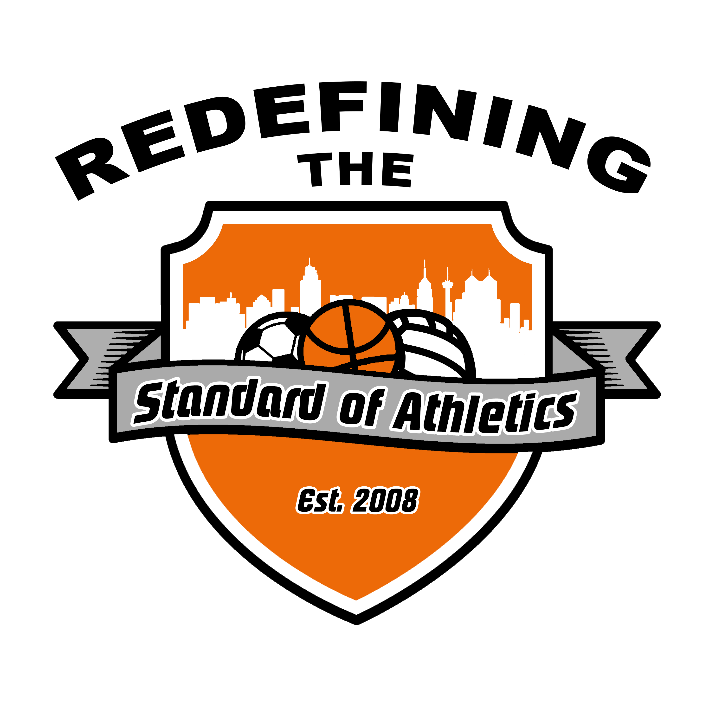 REDEFINING
THE
Standard of Athletics
Est. 2008